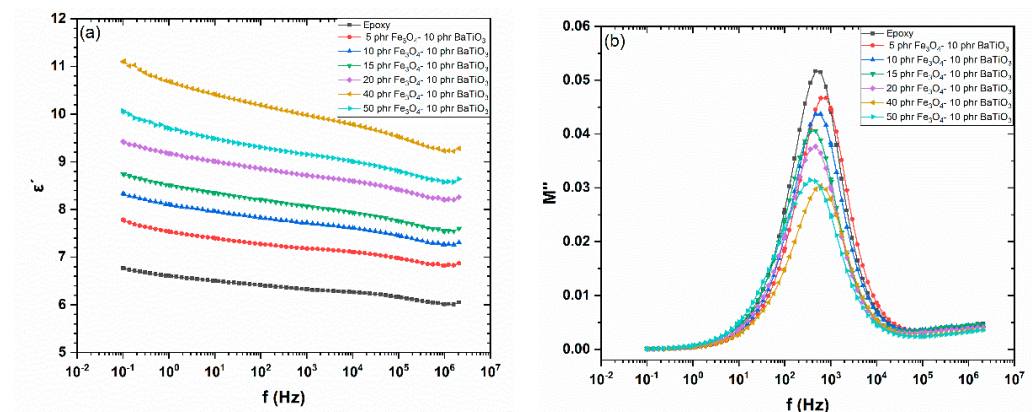 (a)
Epoxy
5 phr Fe₃O₄- 10 phr BaTiO₃
10 phr Fe₃O₄- 10 phr BaTiO₃
15 phr Fe₃O₄- 10 phr BaTiO₃
20 phr Fe₃O₄- 10 phr BaTiO₃
40 phr Fe₃O₄- 10 phr BaTiO₃
50 phr Fe₃O₄- 10 phr BaTiO₃
12
11
10
9
8
7
6
5
ε´
10⁻² 10⁻¹ 10⁰ 10¹ 10² 10³ 10⁴ 10⁵ 10⁶ 10⁷
f (Hz)
(b)
Epoxy
5 phr Fe₃O₄- 10 phr BaTiO₃
10 phr Fe₃O₄- 10 phr BaTiO₃
15 phr Fe₃O₄- 10 phr BaTiO₃
20 phr Fe₃O₄- 10 phr BaTiO₃
40 phr Fe₃O₄- 10 phr BaTiO₃
50 phr Fe₃O₄- 10 phr BaTiO₃
0.06
0.05
0.04
0.03
0.02
0.01
0.00
M''
10⁻² 10⁻¹ 10⁰ 10¹ 10² 10³ 10⁴ 10⁵ 10⁶ 10⁷
f (Hz)